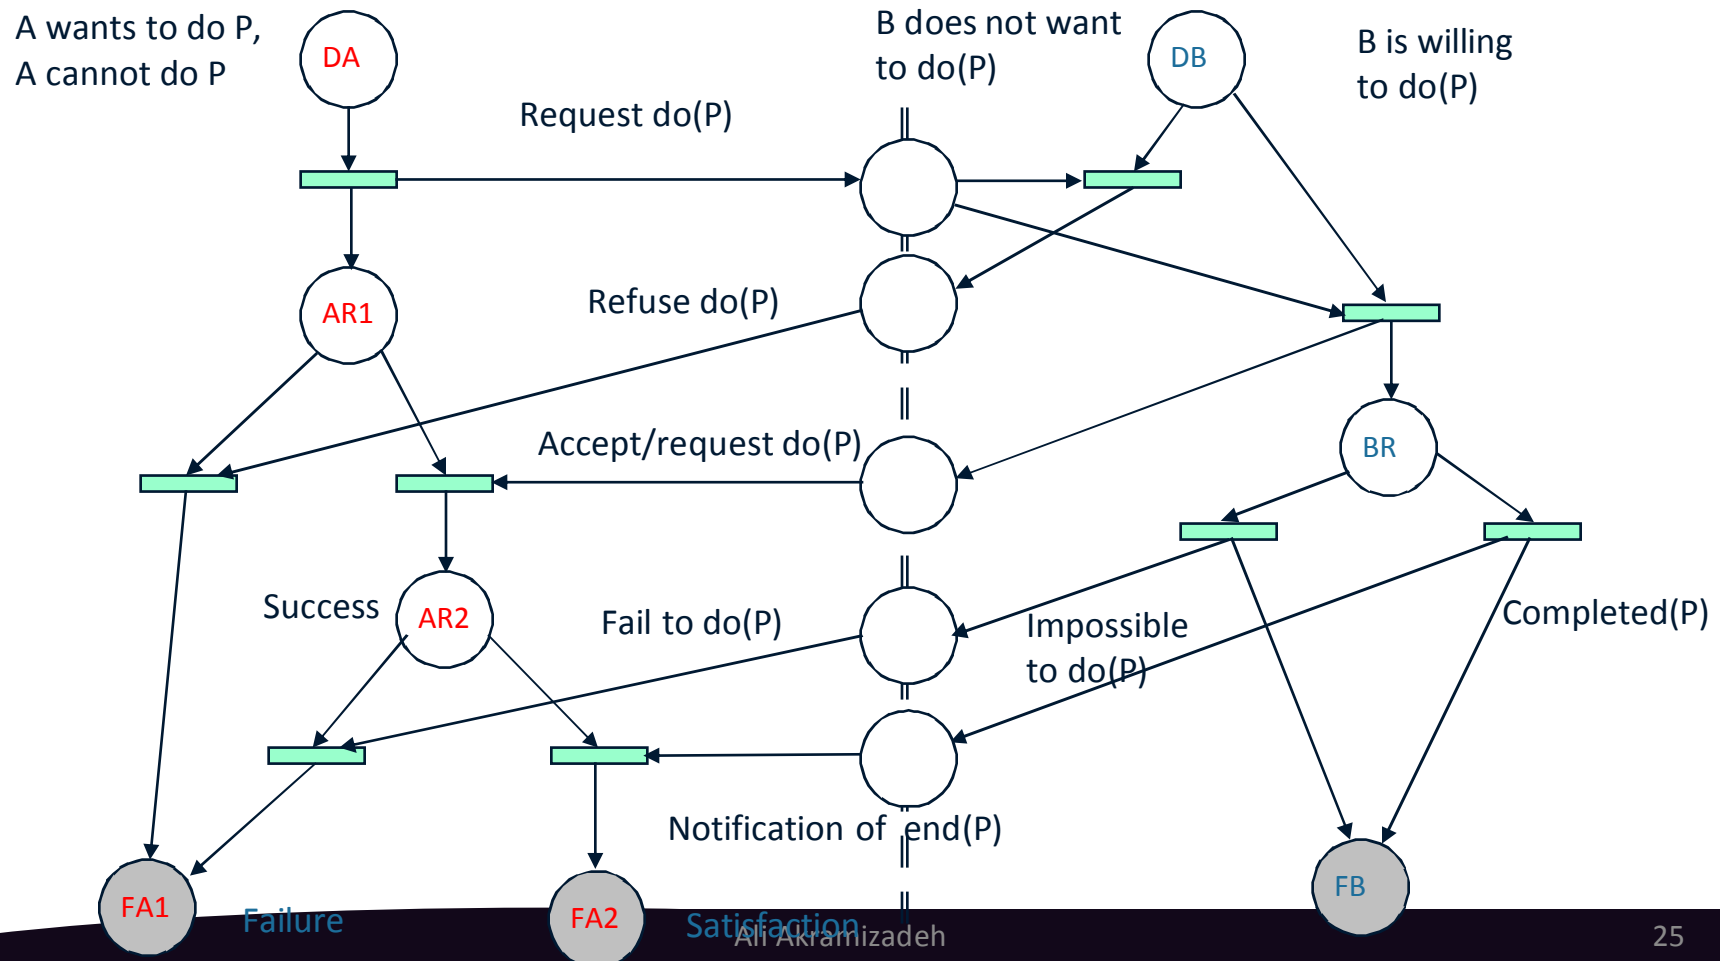 A wants to do P,
A cannot do P
DA
B does not want
to do(P)
DB
B is willing
to do(P)
Request do(P)
AR1
Refuse do(P)
Accept/request do(P)
BR
Success
AR2
Fail to do(P)
Impossible
to do(P)
Completed(P)
Notification of end(P)
FA1
Failure
FA2
Satisfaction
FB
Ali Akramizadeh
25